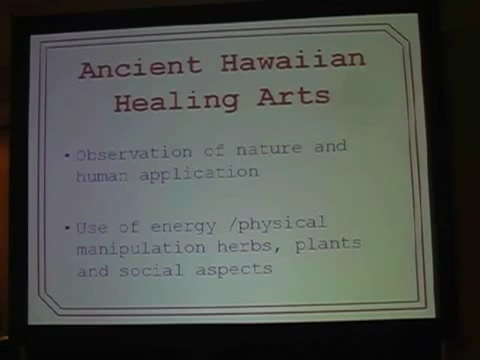 Ancient Hawaiian
Healing Arts
• Observation of nature and
human application
• Use of energy /physical
manipulation herbs, plants
and social aspects